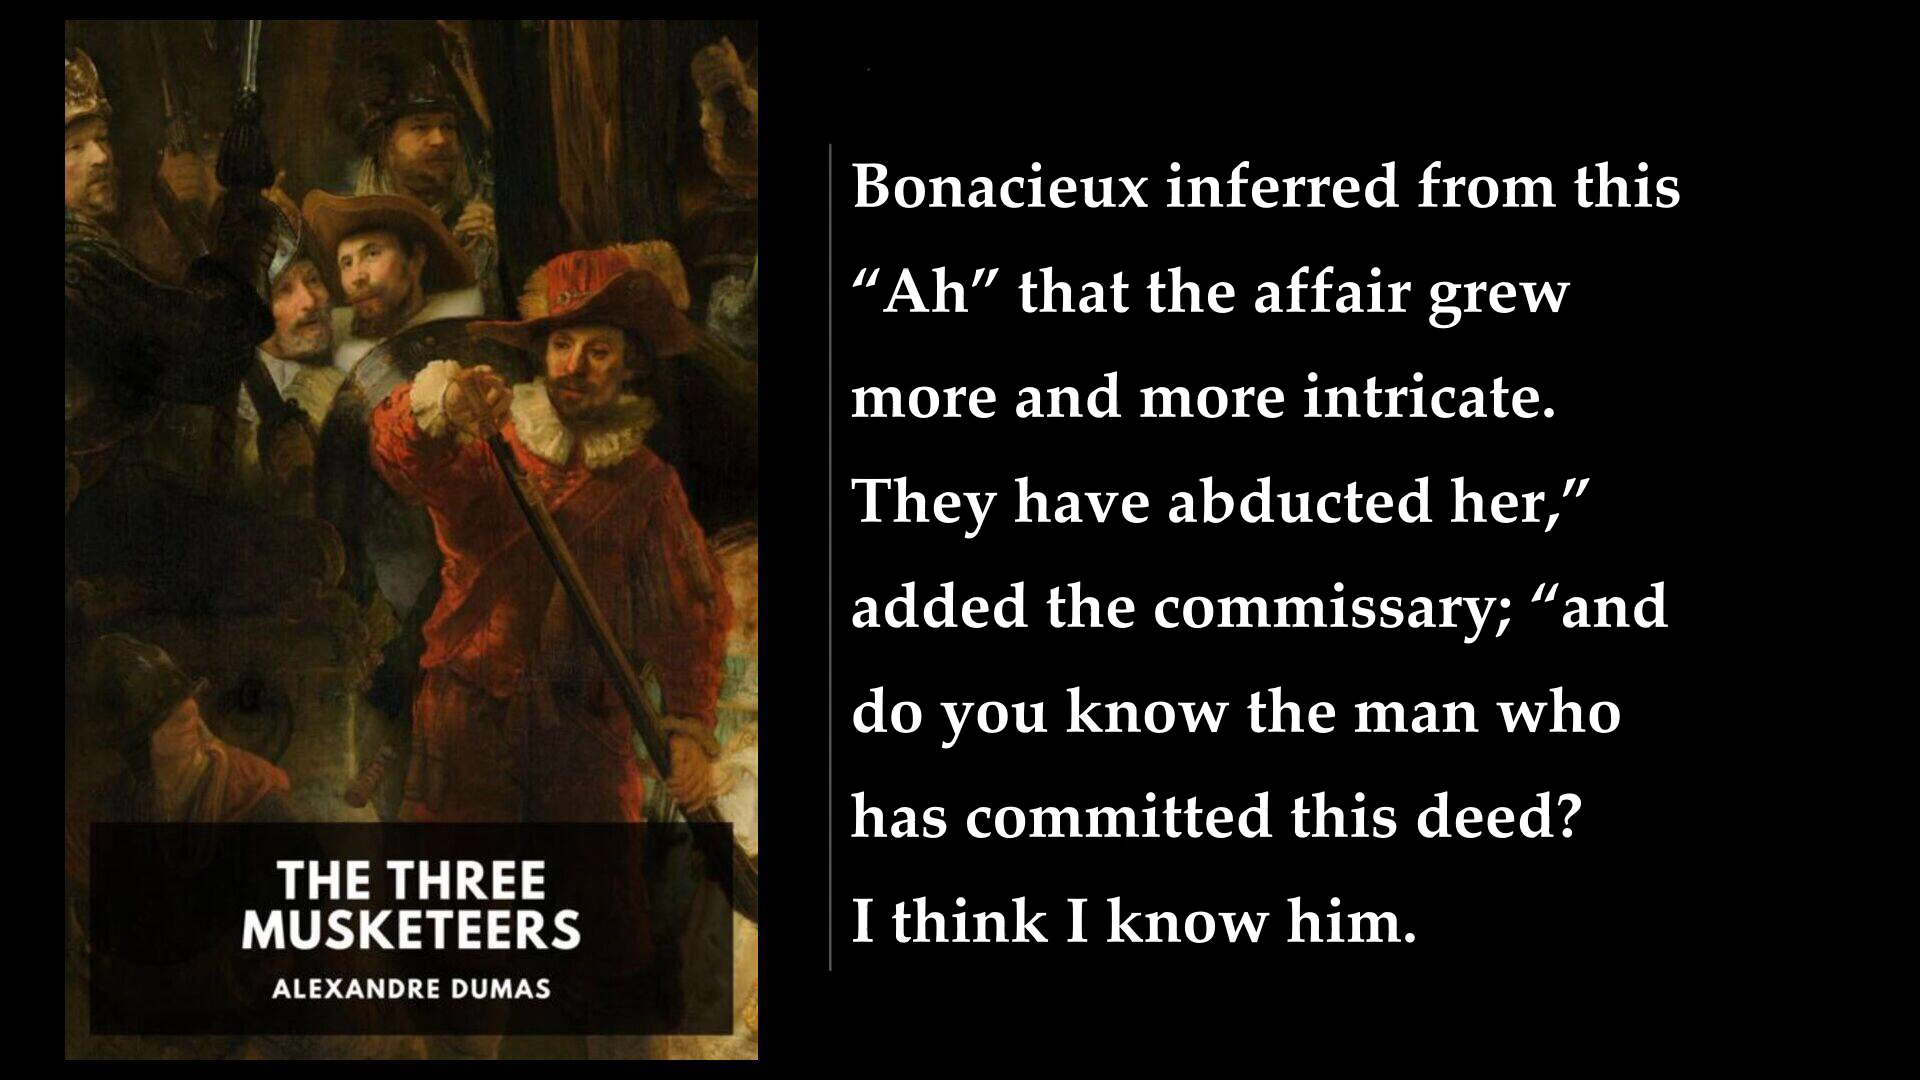 THE THREE
MUSKETEERS
ALEXANDRE DUMAS
Bonacieux inferred from this
“Ah” that the affair grew
more and more intricate.
They have abducted her,”
added the commissary; “and
do you know the man who
has committed this deed?
I think I know him.